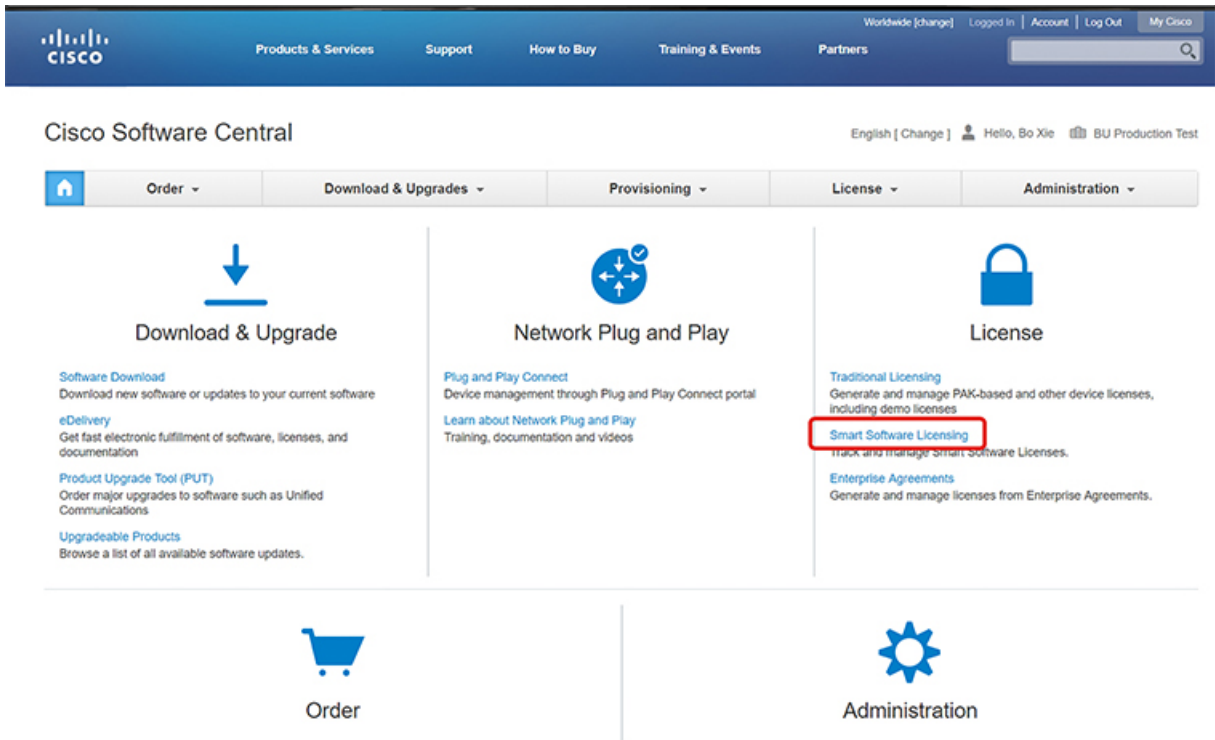 Worldwide [change] Logged In | Account | Log Out My Cisco
CISCO
Products & Services Support How to Buy Training & Events Partners
Cisco Software Central
English [ Change ] Hello, Bo Xie BU Production Test
Order Download & Upgrades Provisioning License Administration
Download & Upgrade
Software Download
Download new software or updates to your current software
eDelivery
Get fast electronic fulfillment of software, licenses, and
documentation
Product Upgrade Tool (PUT)
Order major upgrades to software such as Unified
Communications
Upgradeable Products
Browse a list of all available software updates.
Network Plug and Play
Plug and Play Connect
Device management through Plug and Play Connect portal
Learn about Network Plug and Play
Training, documentation and videos
License
Traditional Licensing
Generate and manage PAK-based and other device licenses,
including demo licenses
Smart Software Licensing
Track and manage Smart Software Licenses.
Enterprise Agreements
Generate and manage licenses from Enterprise Agreements.
Order
Administration